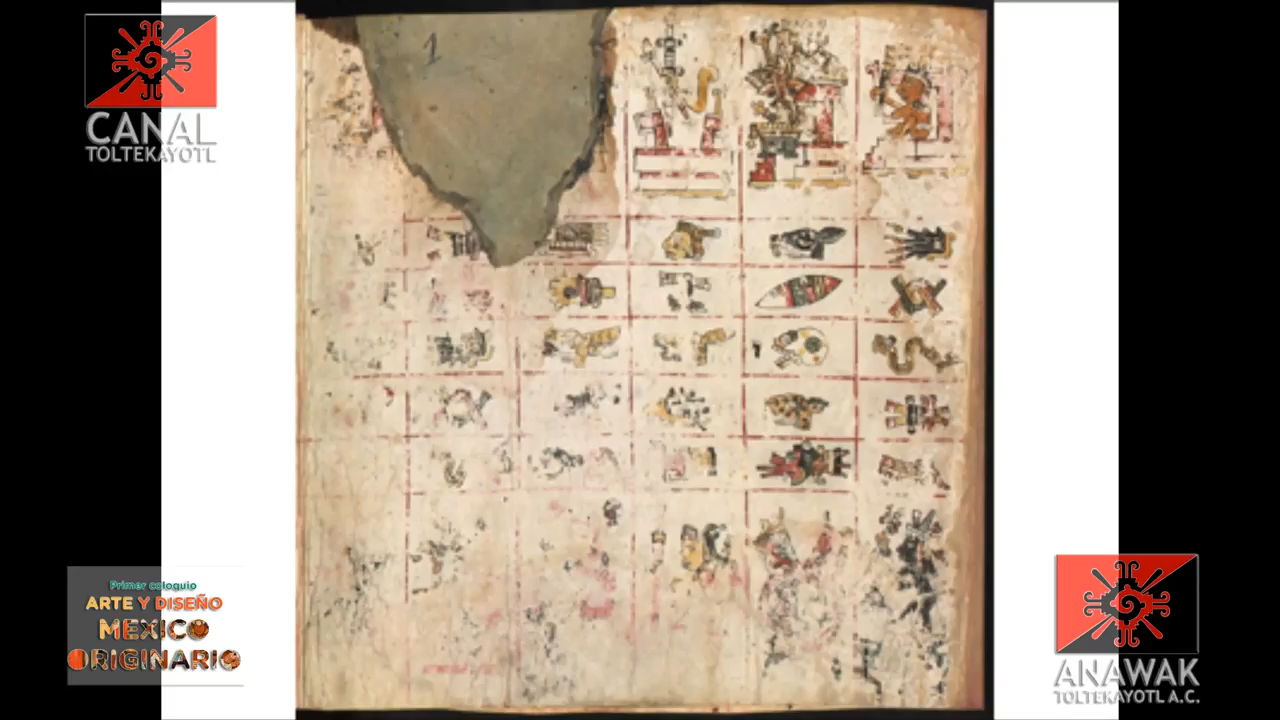 1
CANAL
TOLTEKAYOTL
Primer coloquio
ARTE Y DISEÑO
MEXICO
ORIGINARIO
ANAWAK
TOLTEKAYOTL A.C.